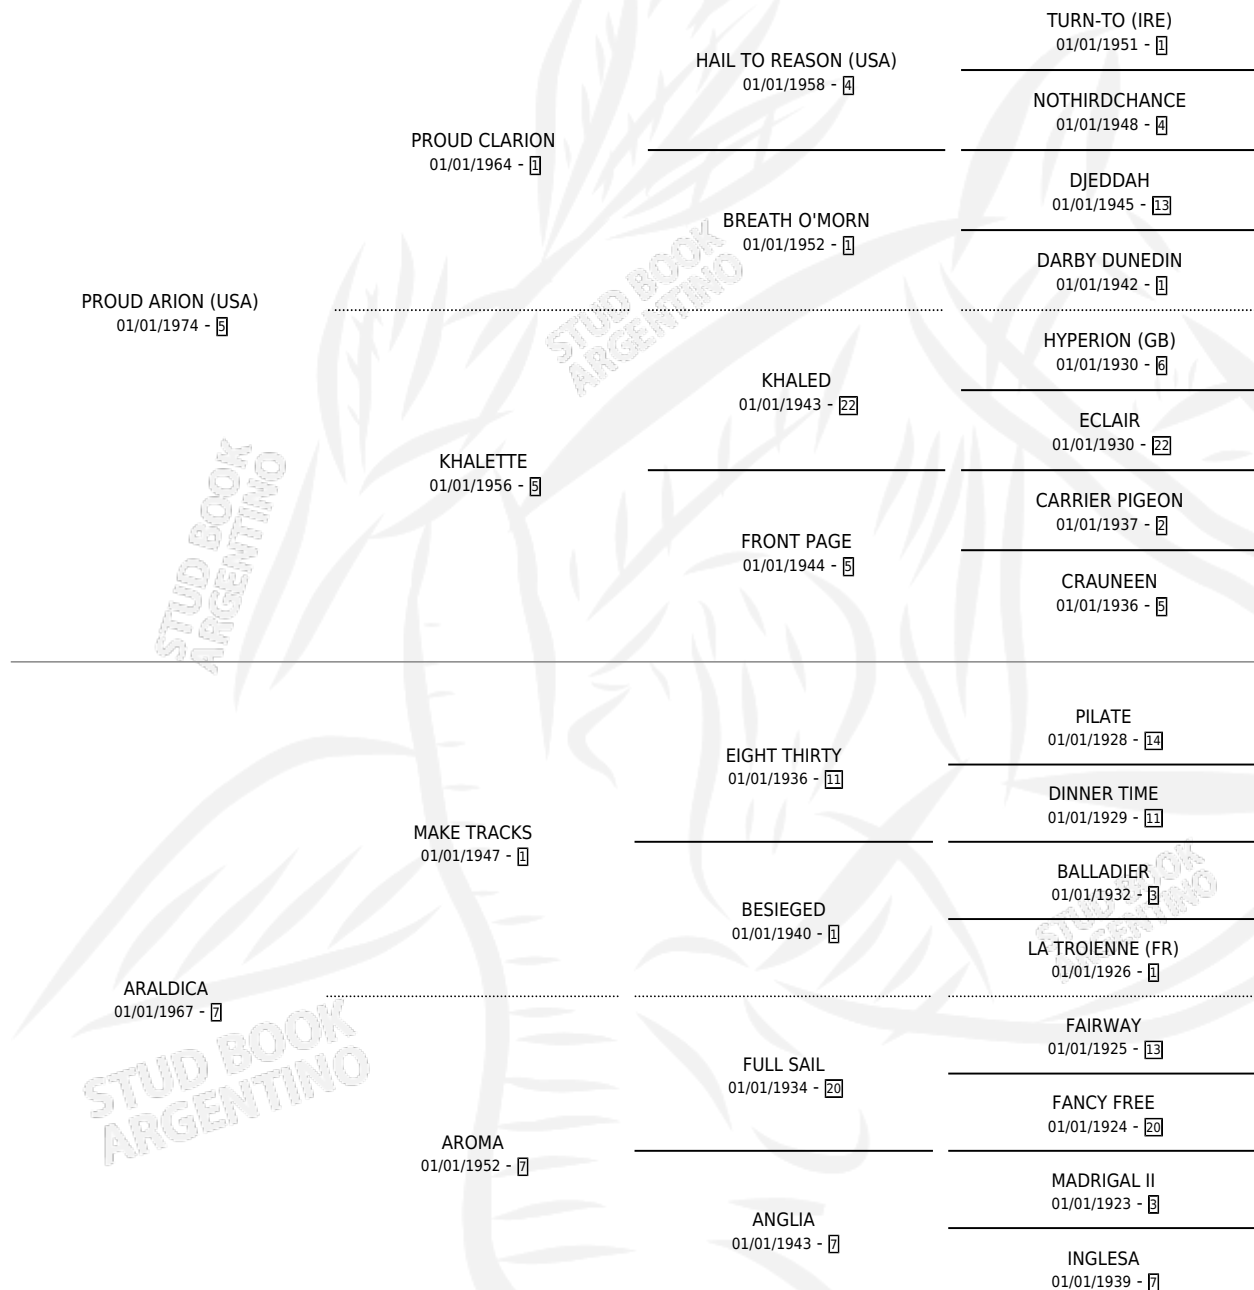 TURN-TO (IRE)
01/01/1951 - 1
HAIL TO REASON (USA)
01/01/1958 - 4
NOTHIRDCHANCE
01/01/1948 - 4
PROUD CLARION
01/01/1964 - 1
DJEDDAH
01/01/1945 - 13
BREATH O'MORN
01/01/1952 - 1
DARBY DUNEDIN
01/01/1942 - 1
PROUD ARION (USA)
01/01/1974 - 5
HYPERION (GB)
01/01/1930 - 6
KHALED
01/01/1943 - 22
ECLAIR
01/01/1930 - 22
KHALETTE
01/01/1956 - 5
CARRIER PIGEON
01/01/1937 - 2
FRONT PAGE
01/01/1944 - 5
CRAUNEEN
01/01/1936 - 5
PILATE
01/01/1928 - 14
EIGHT THIRTY
01/01/1936 - 11
DINNER TIME
01/01/1929 - 11
MAKE TRACKS
01/01/1947 - 1
BALLADIER
01/01/1932 - 3
BESIEGED
01/01/1940 - 1
LA TROIENNE (FR)
01/01/1926 - 1
ARALDICA
01/01/1967 - 7
FAIRWAY
01/01/1925 - 13
FULL SAIL
01/01/1934 - 20
FANCY FREE
01/01/1924 - 20
AROMA
01/01/1952 - 7
MADRIGAL II
01/01/1923 - 3
ANGLIA
01/01/1943 - 7
INGLESA
01/01/1939 - 7
STUD BOOK
ARGENTINO
STUD BOOK
ARGENTINO
STUD BOOK
ARGENTINO
STUD BOOK
ARGENTINO